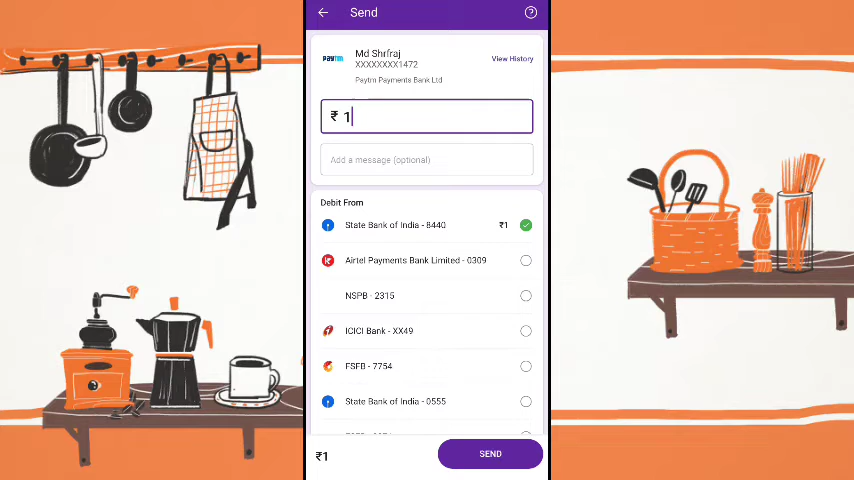 Send
paytm
Md Shrfraj
XXXXXXXX1472
View History
Paytm Payments Bank Ltd
₹ 1
Add a message (optional)
Debit From
State Bank of India - 8440 ₹1
Airtel Payments Bank Limited - 0309
NSPB - 2315
ICICI Bank - XX49
FSFB - 7754
State Bank of India - 0555
₹1
SEND